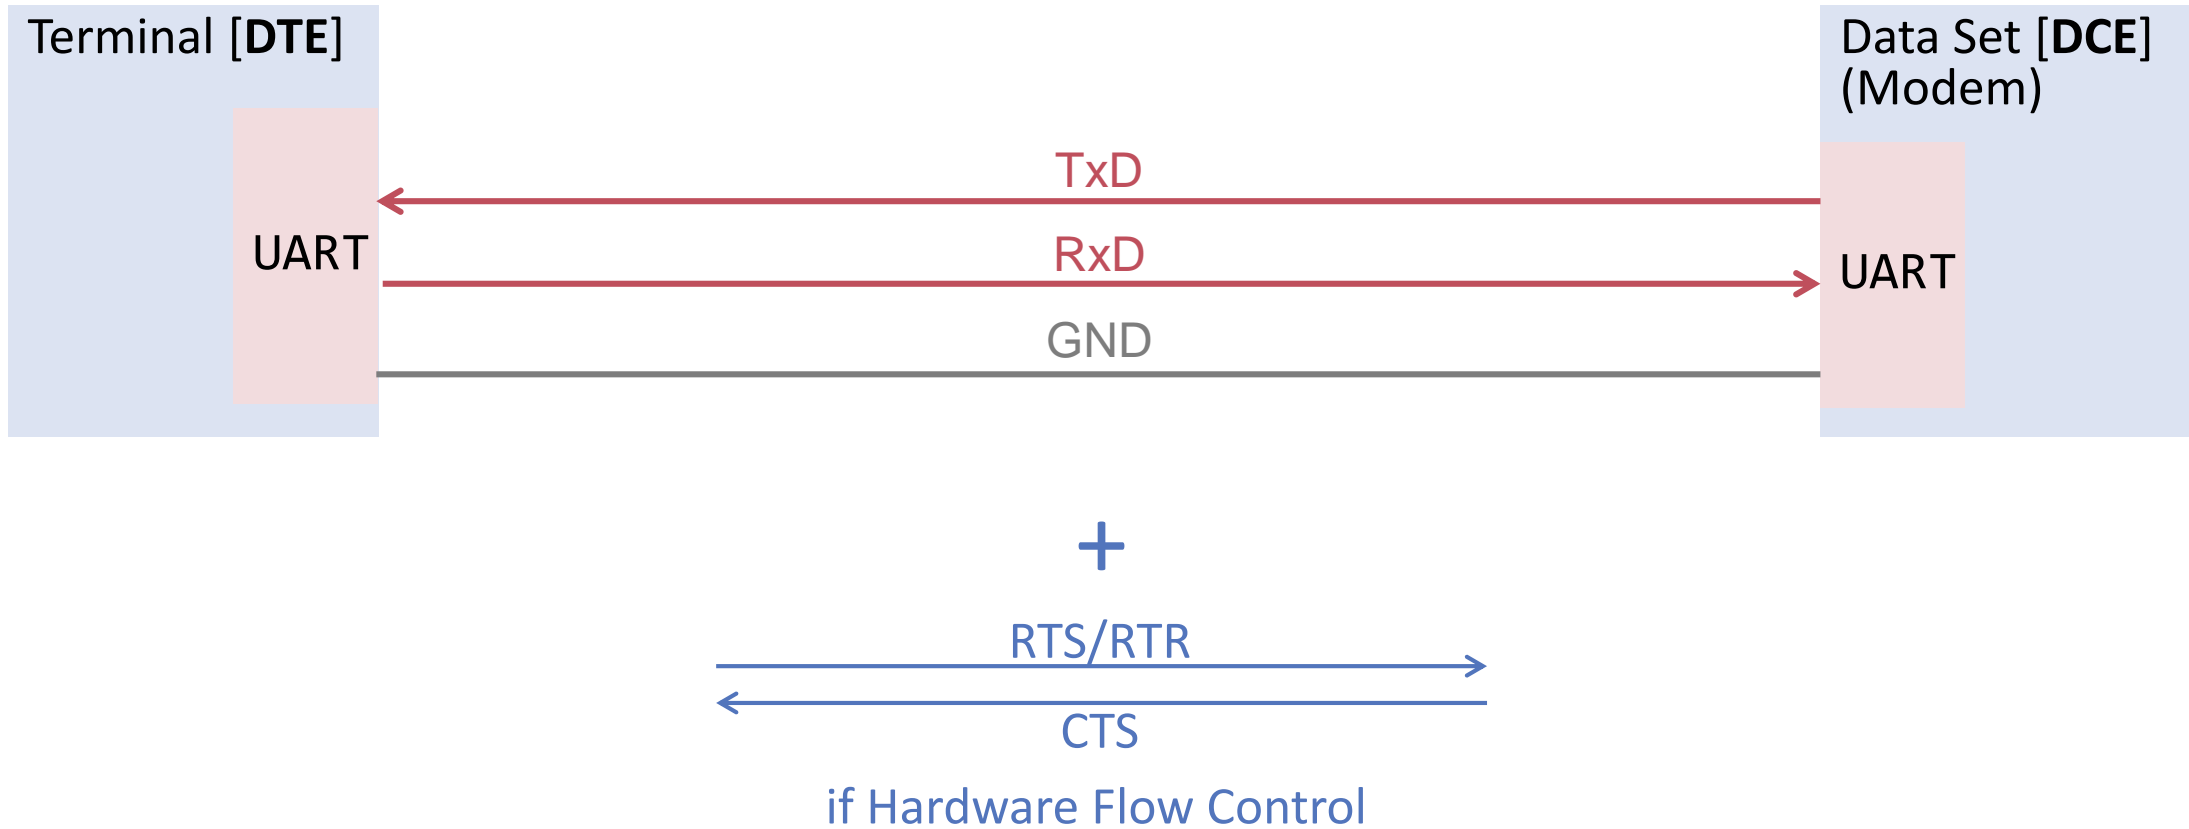 Terminal [DTE]
UART
Data Set [DCE]
(Modem)
UART
TxD
RxD
GND
+
RTS/RTR
CTS
if Hardware Flow Control